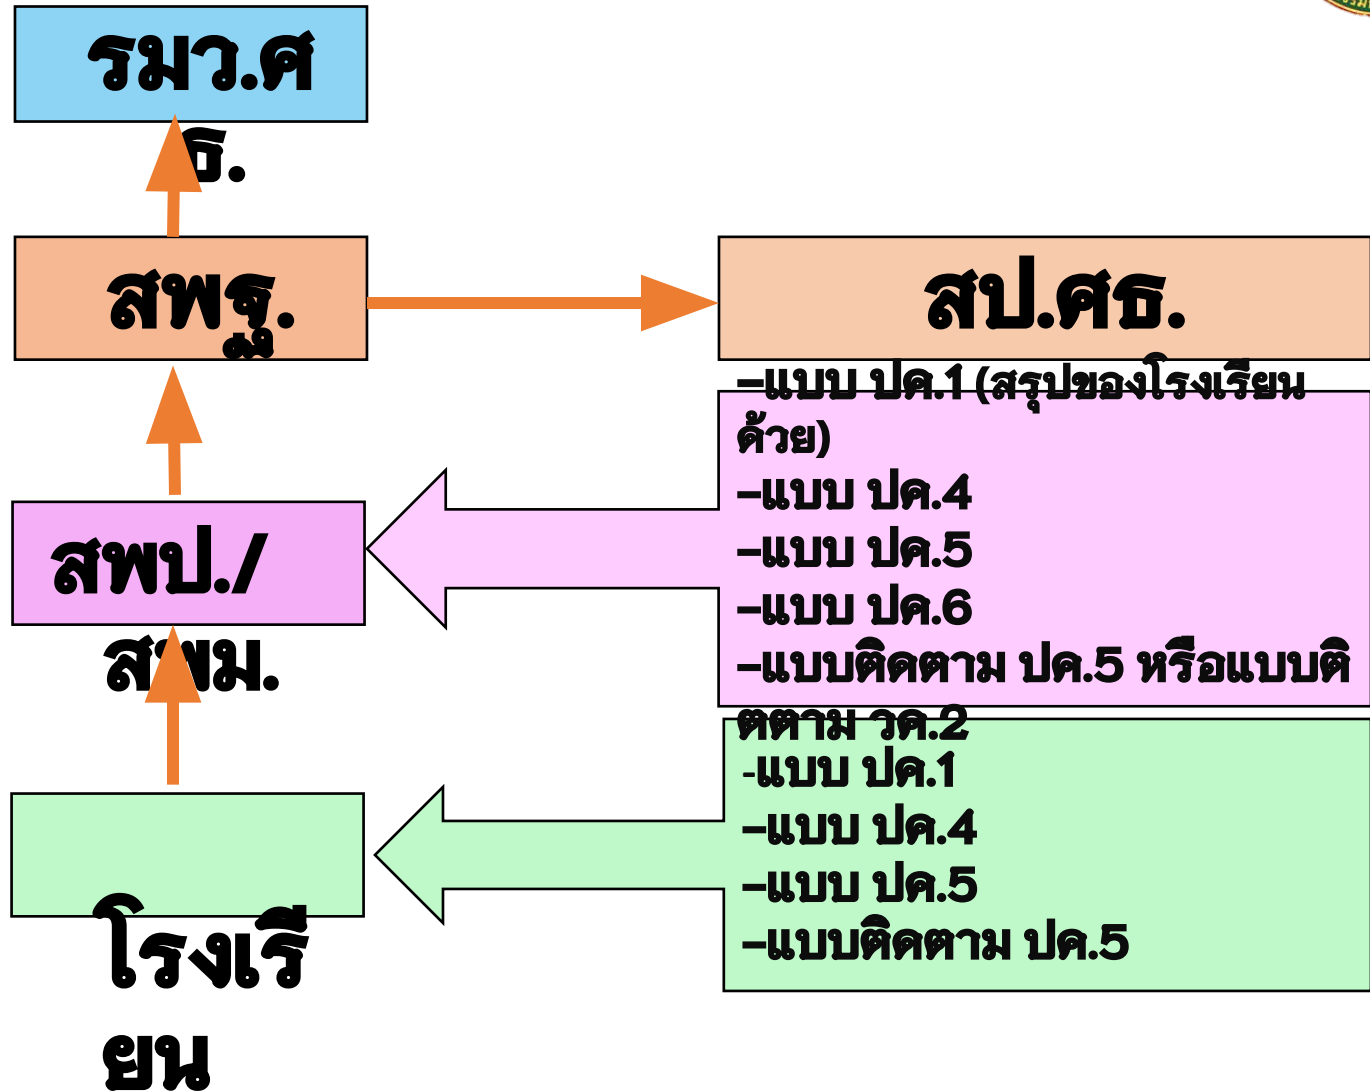 รมว.ศ
ธ.
สพฐ.
สป.ศธ.
–แบบ ปค.1 (สรุปของโรงเรียน
ด้วย)
–แบบ ปค.4
–แบบ ปค.5
–แบบ ปค.6
–แบบติดตาม ปค.5 หรือแบบติ
ตตาม วค.2
สพป./
สพม.
-แบบ ปค.1
–แบบ ปค.4
–แบบ ปค.5
–แบบติดตาม ปค.5
โรงเรี
ยน